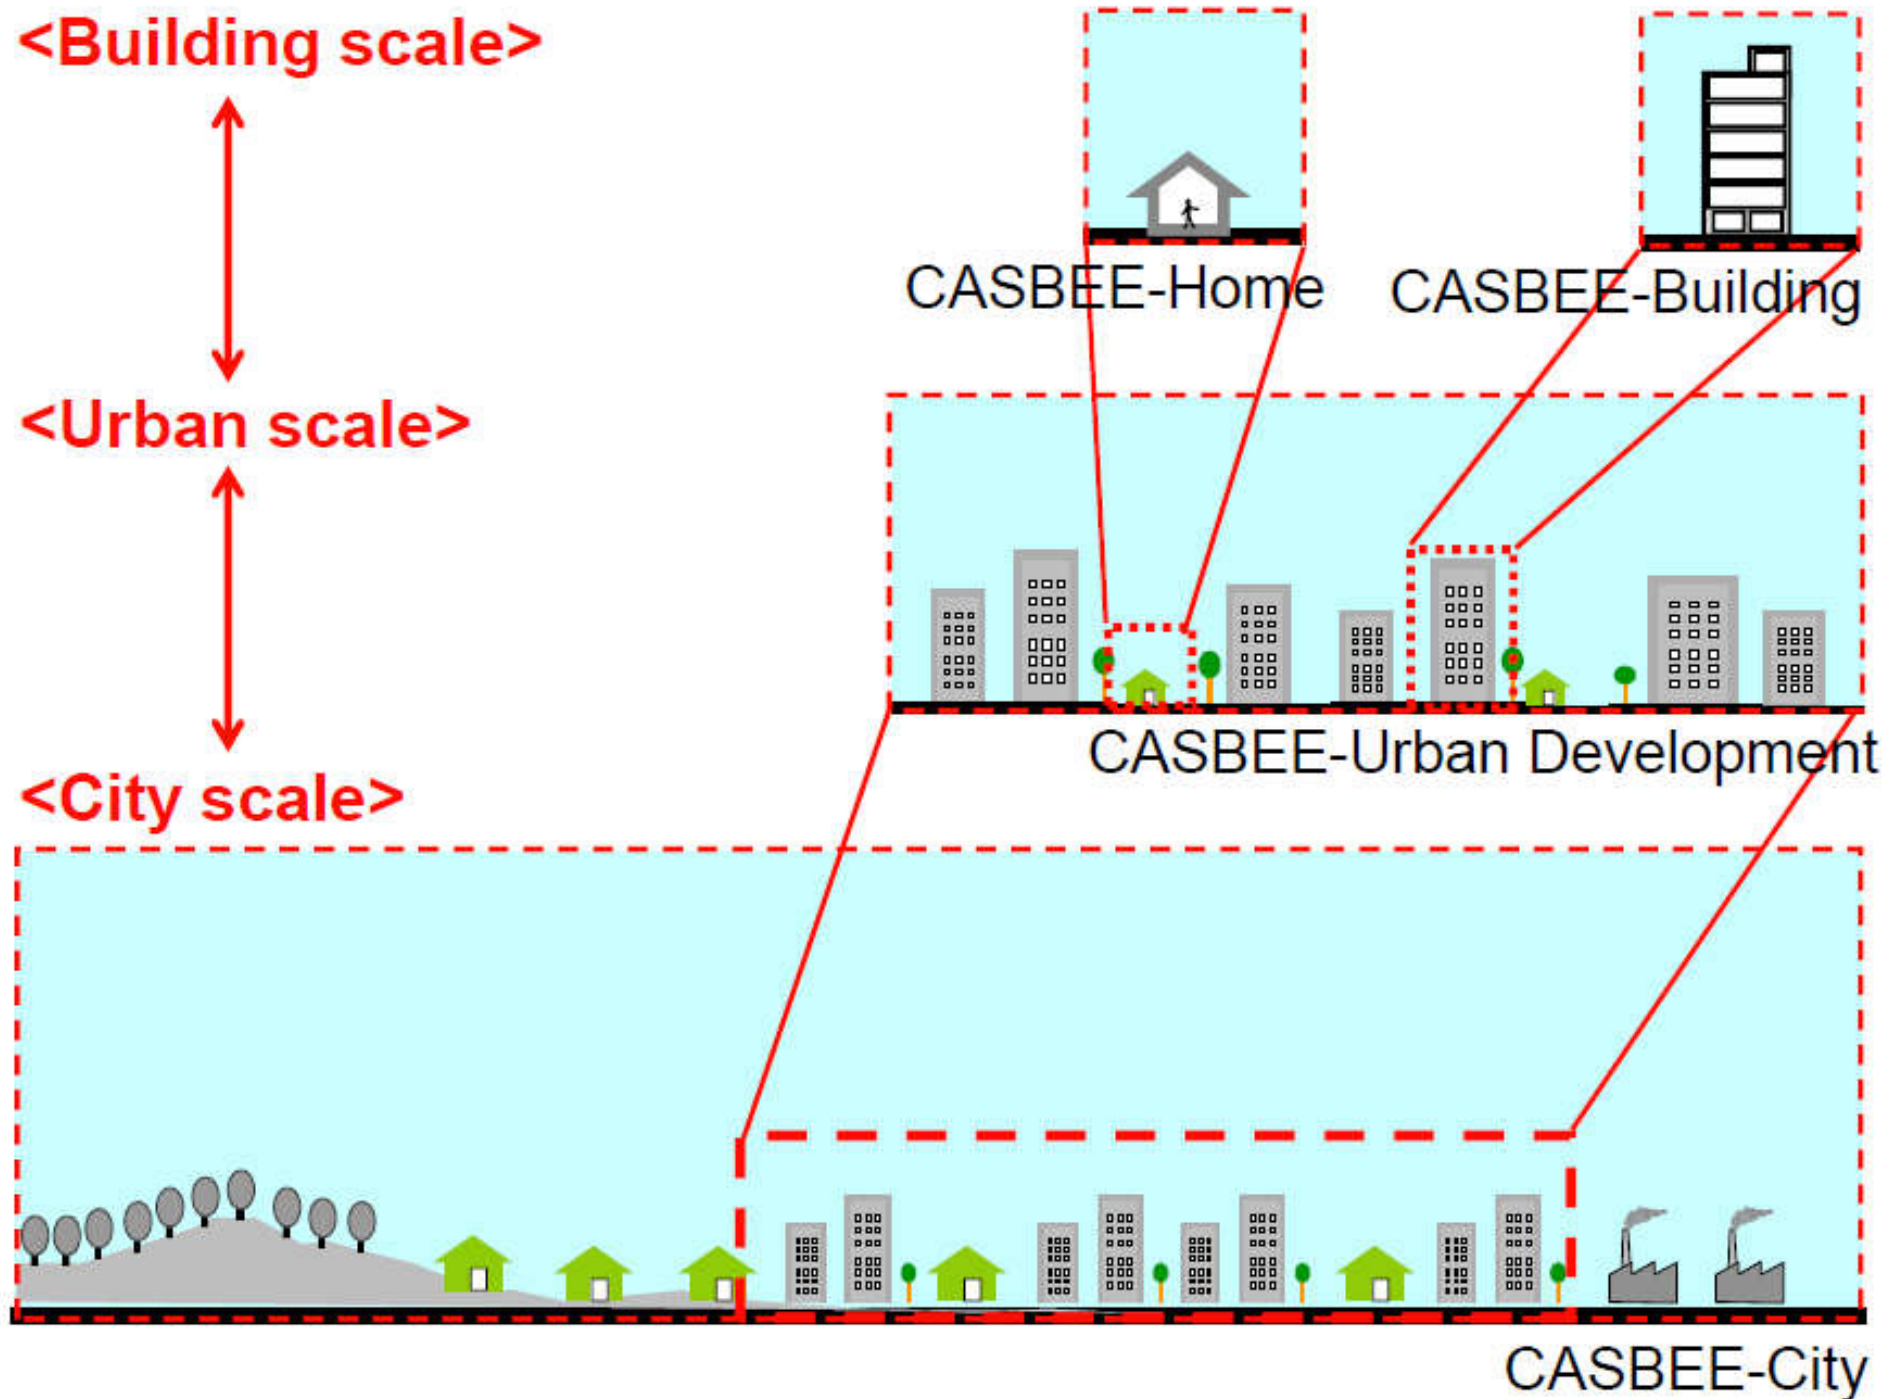 <Building scale>
CASBEE-Home
CASBEE-Building
<Urban scale>
CASBEE-Urban Development
<City scale>
CASBEE-City